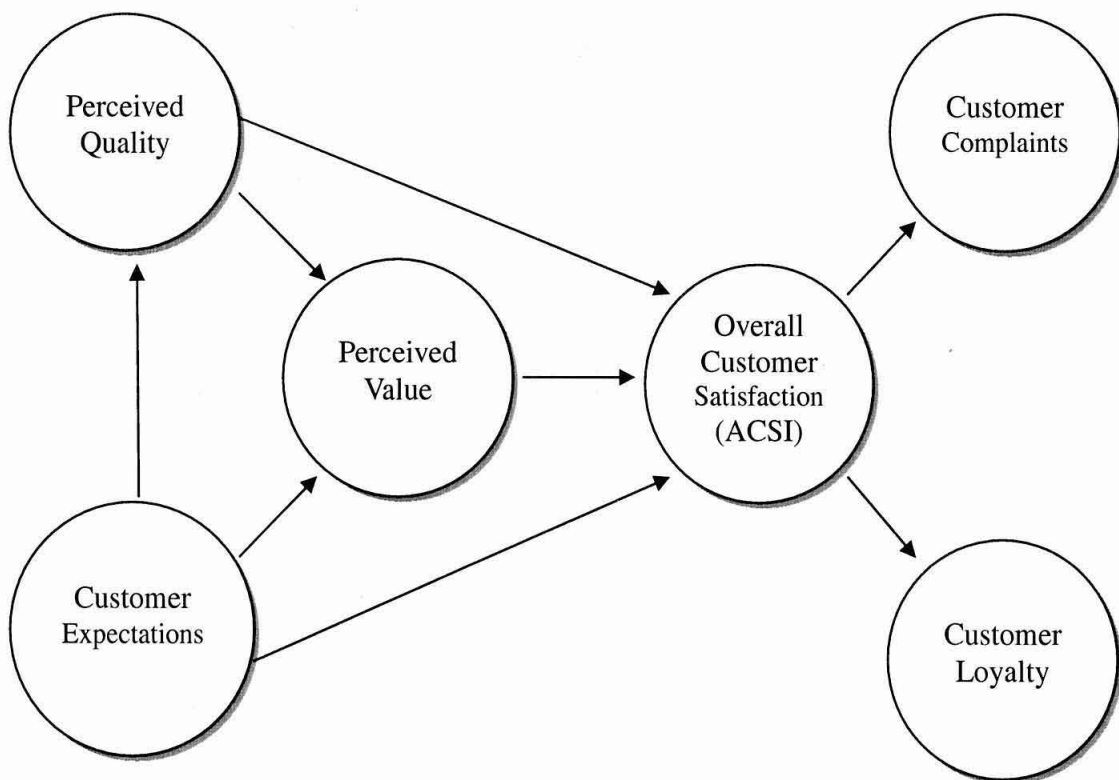 Perceived
Quality
Customer
Complaints
Perceived
Value
Overall
Customer
Satisfaction
(ACSI)
Customer
Expectations
Customer
Loyalty